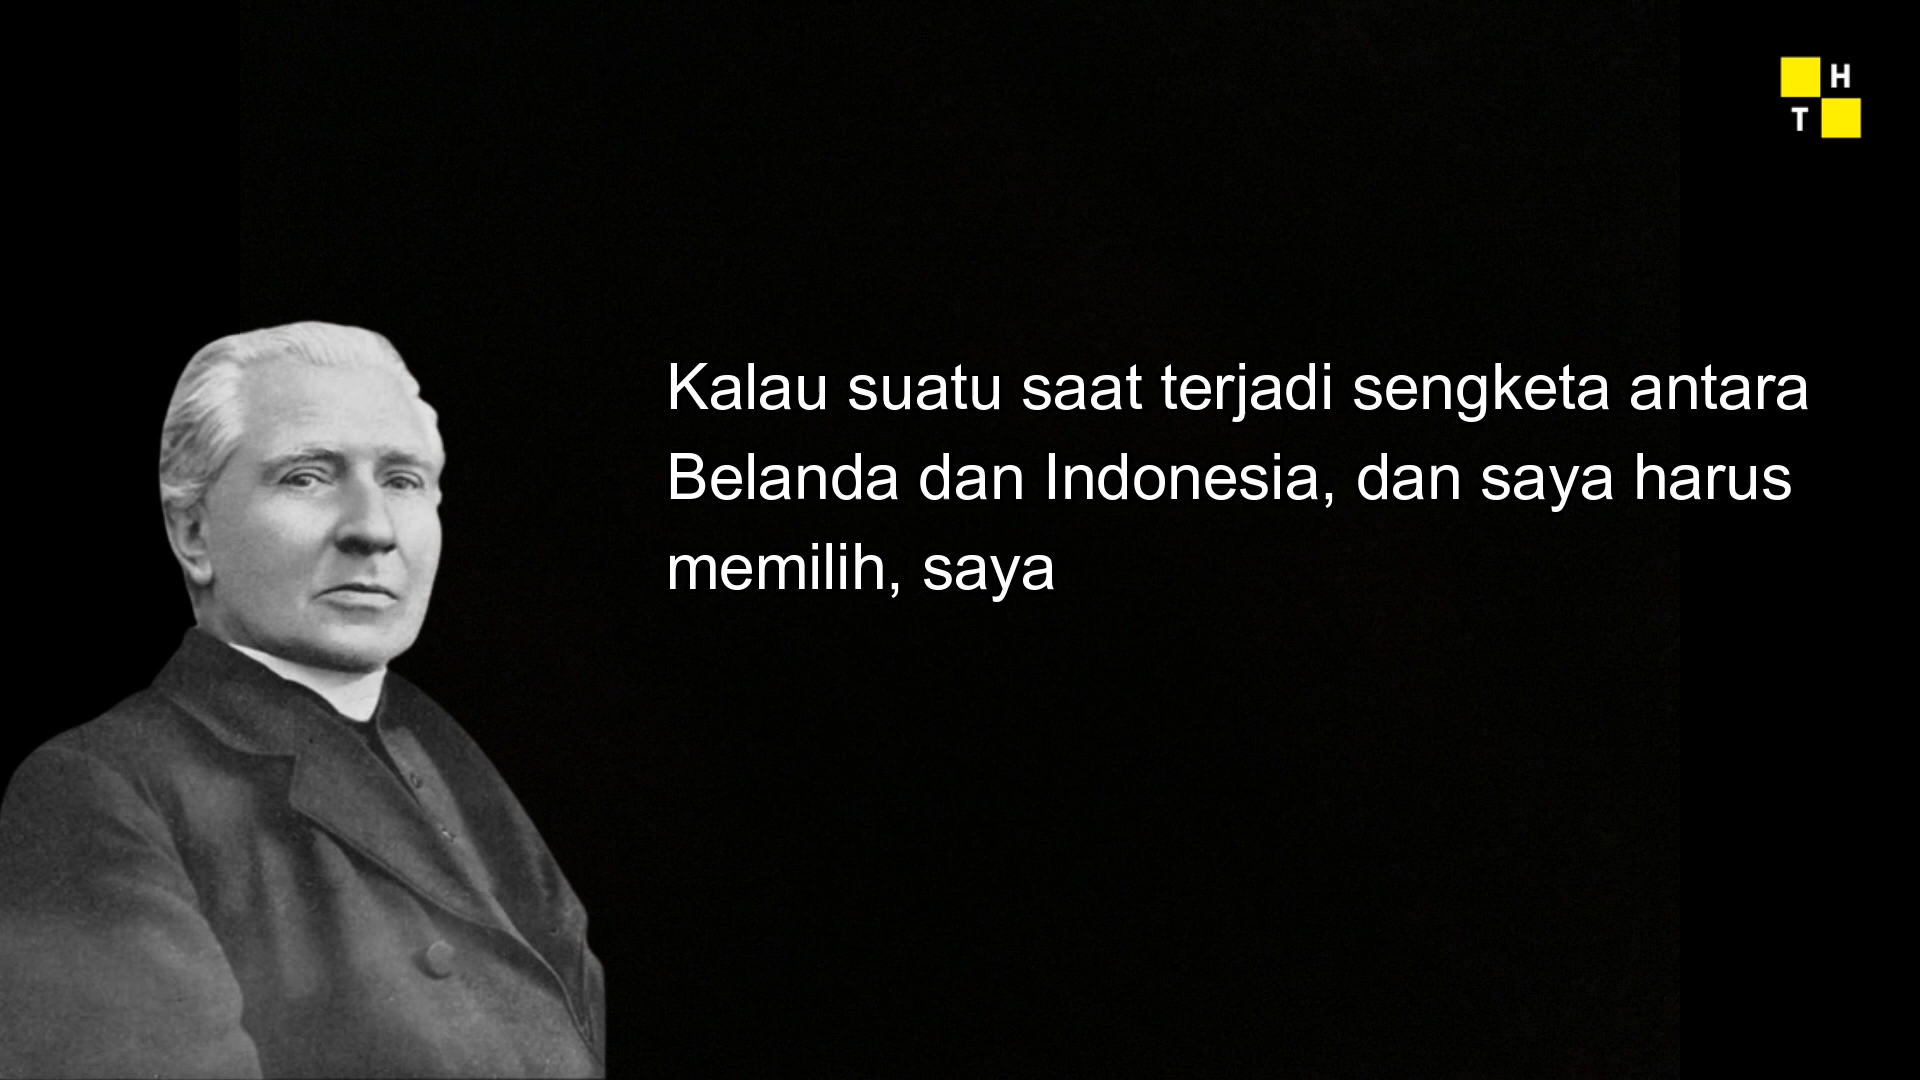 H
T
Kalau suatu saat terjadi sengketa antara
Belanda dan Indonesia, dan saya harus
memilih, saya